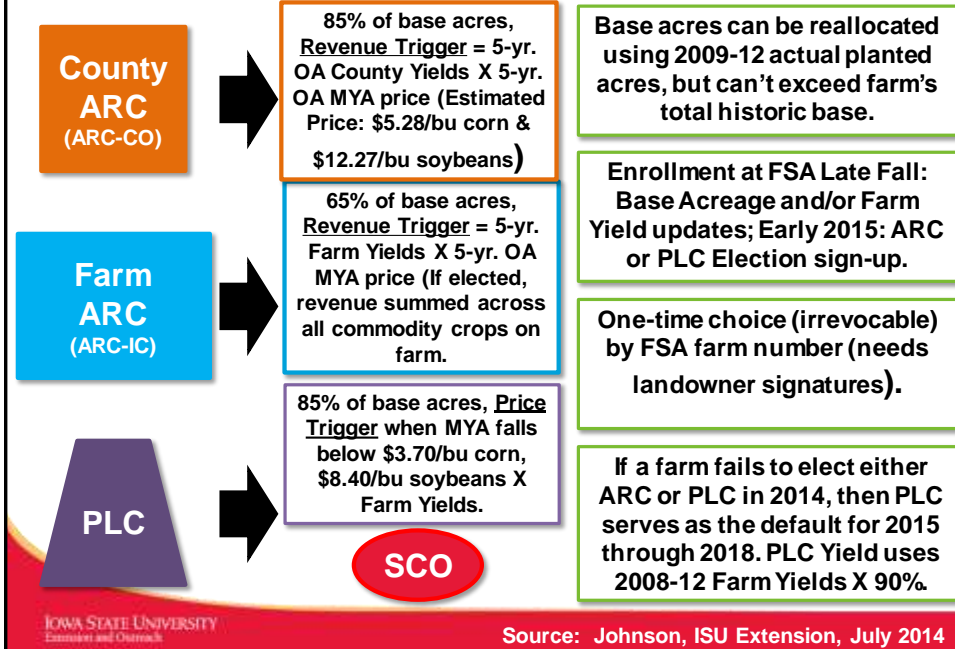 County
ARC
(ARC-CO)
85% of base acres,
Revenue Trigger = 5-yr.
OA County Yields X 5-yr.
OA MYA price (Estimated
Price: $5.28/bu corn &
$12.27/bu soybeans)
Farm
ARC
(ARC-IC)
65% of base acres,
Revenue Trigger = 5-yr.
Farm Yields X 5-yr. OA
MYA price (If elected,
revenue summed across
all commodity crops on
farm.
PLC
85% of base acres, Price
Trigger when MYA falls
below $3.70/bu corn,
$8.40/bu soybeans X
Farm Yields.
SCO
Base acres can be reallocated
using 2009-12 actual planted
acres, but can't exceed farm's
total historic base.
Enrollment at FSA Late Fall:
Base Acreage and/or Farm
Yield updates; Early 2015: ARC
or PLC Election sign-up.
One-time choice (irrevocable)
by FSA farm number (needs
landowner signatures).
If a farm fails to elect either
ARC or PLC in 2014, then PLC
serves as the default for 2015
through 2018. PLC Yield uses
2008-12 Farm Yields X 90%.
IOWA STATE UNIVERSITY
Extension and Outreach
Source: Johnson, ISU Extension, July 2014